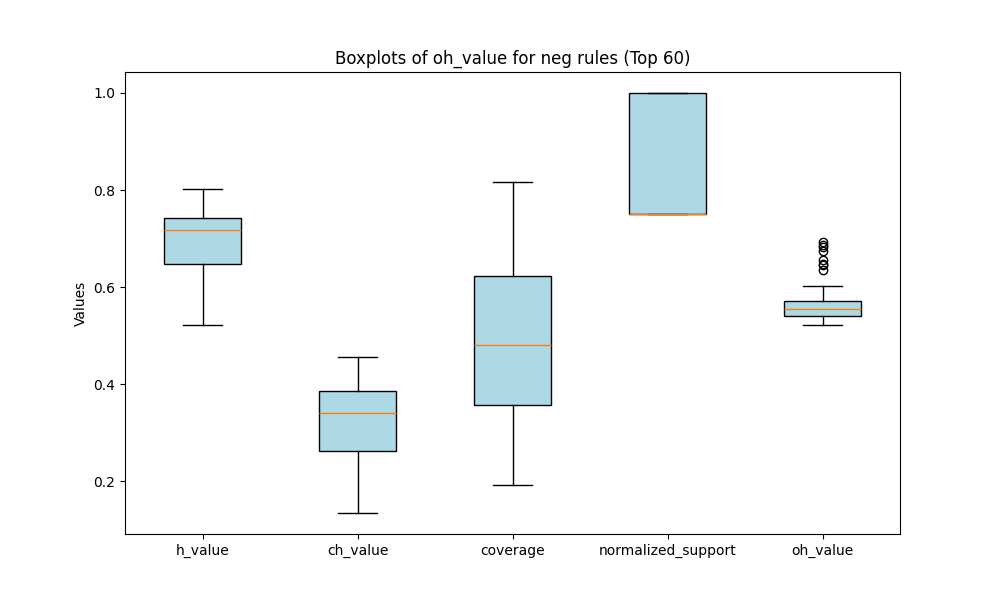 Boxplots of oh_value for neg rules (Top 60)
Values
1.0
0.8
0.6
0.4
0.2
h_value
ch_value
coverage
normalized_support
oh_value